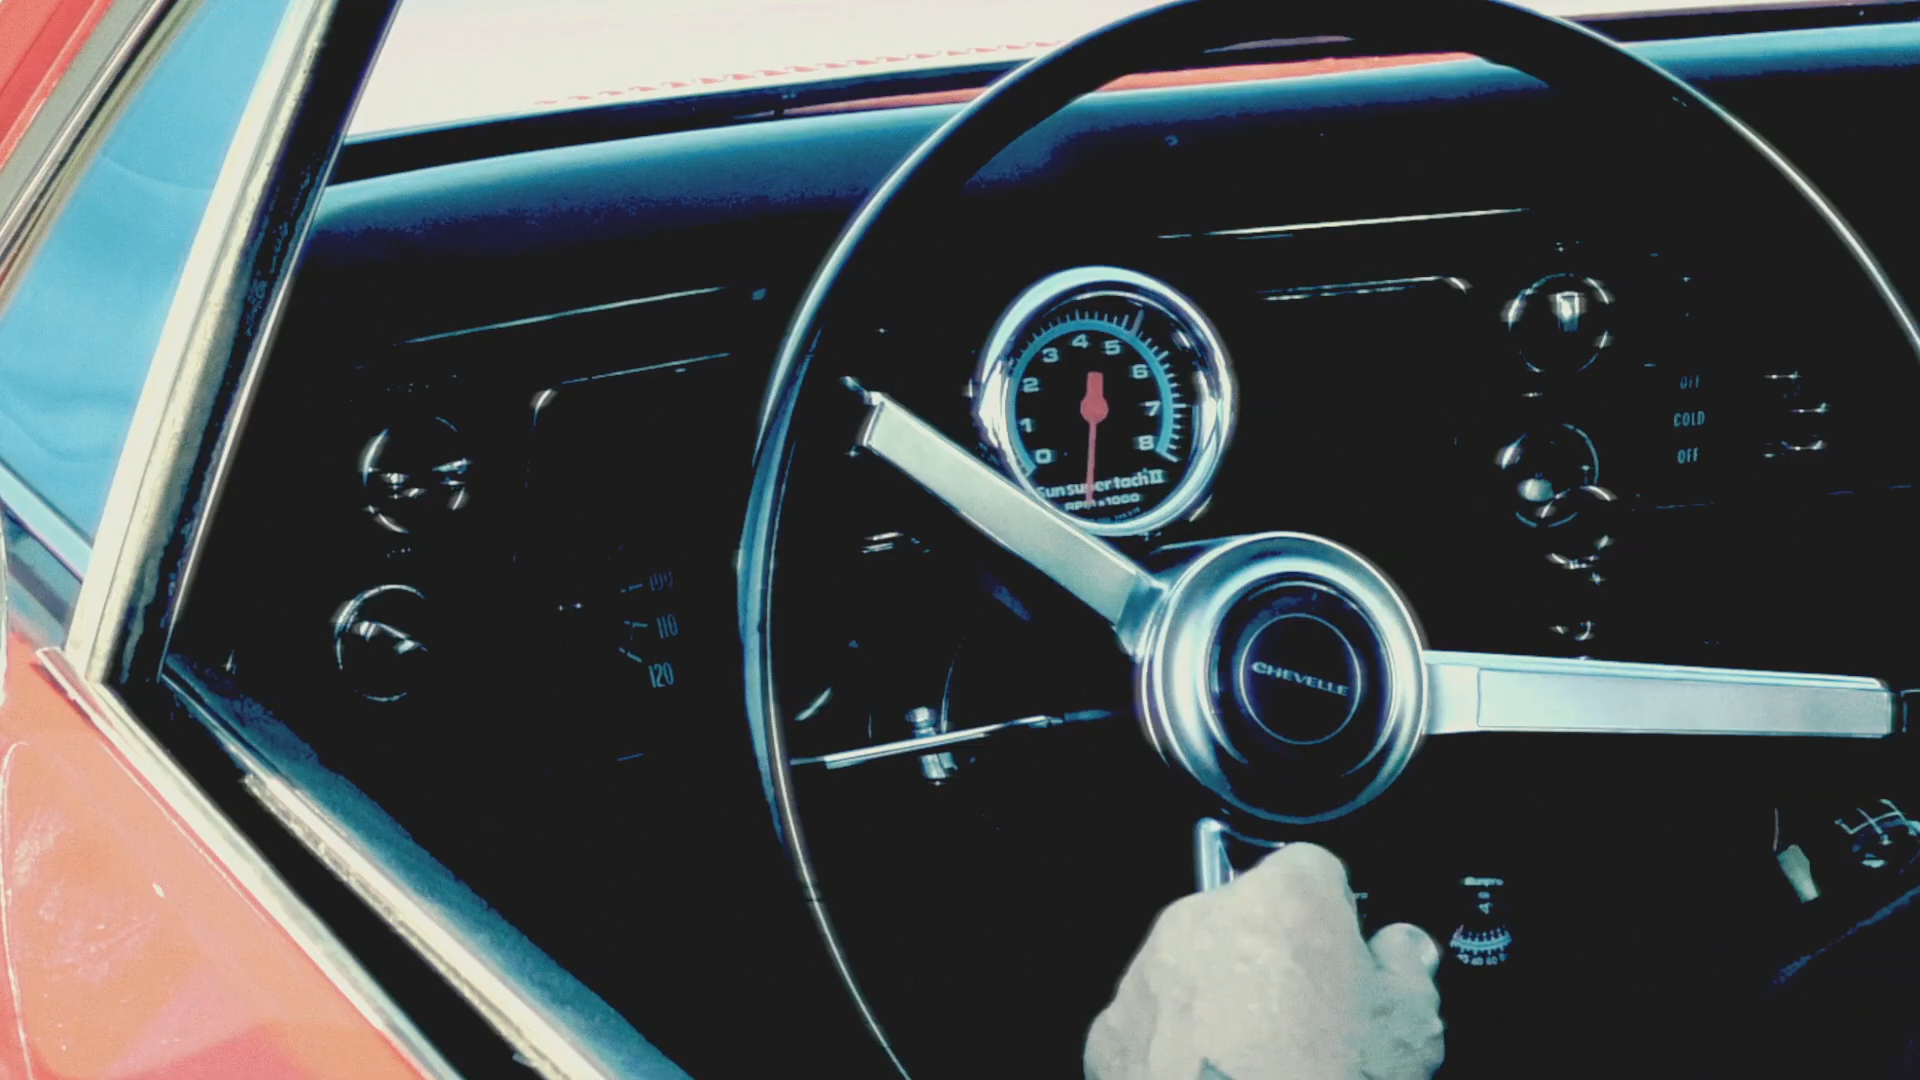 0 1 2 3 4 5 6 7 8
Sun super tach II
RPM x 1000
COLD
OFF
110
120
CHEVELLE
Sunpro